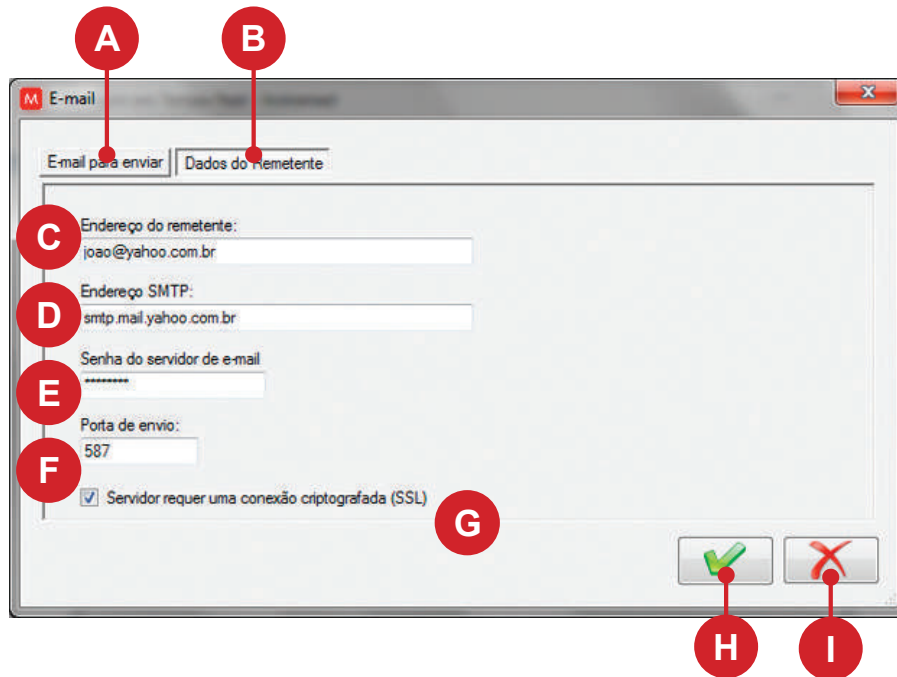 A
B
M E-mail
E-mail para enviar
Dados do Remetente
C
Endereço do remetente:
joao@yahoo.com.br
D
Endereço SMTP:
smtp.mail.yahoo.com.br
Senha do servidor de e-mail
E
********
Porta de envio:
587
F
Servidor requer uma conexão criptografada (SSL)
G
H
I